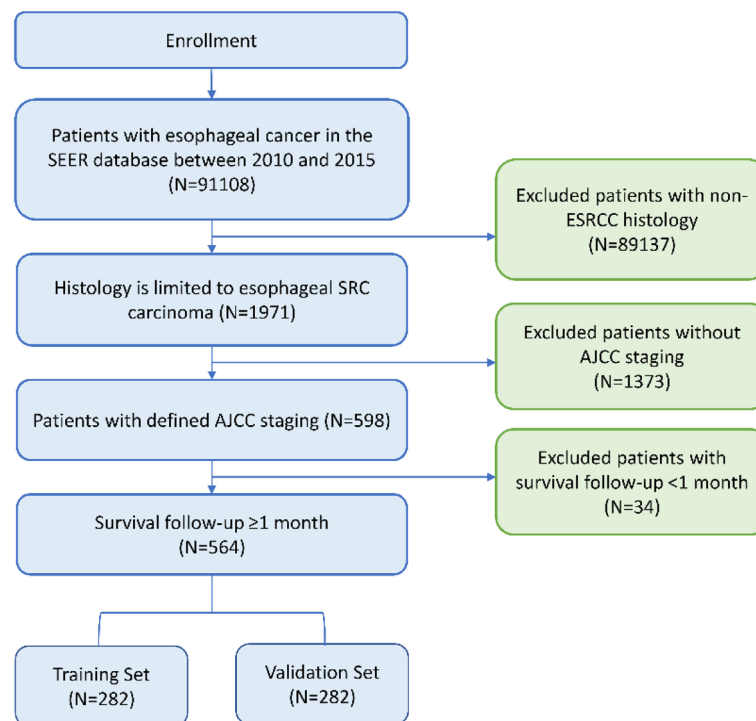 Enrollment
Patients with esophageal cancer in the
SEER database between 2010 and 2015
(N=91108)
Excluded patients with non-
ESRCC histology
(N=89137)
Histology is limited to esophageal SRC
carcinoma (N=1971)
Excluded patients without
AJCC staging
(N=1373)
Patients with defined AJCC staging (N=598)
Excluded patients with
survival follow-up <1 month
(N=34)
Survival follow-up ≥1 month
(N=564)
Training Set
(N=282)
Validation Set
(N=282)